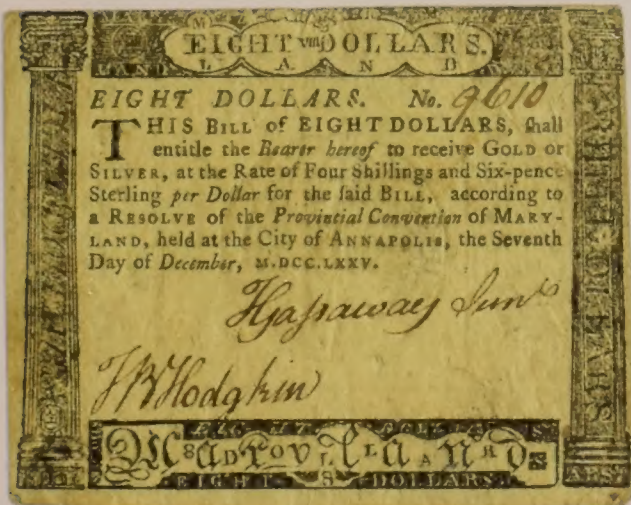 EIGHT VIII DOLLARS.
LAND
EIGHT DOLLARS. No. 9610
THIS BILL of EIGHT DOLLARS, ſhall
entitle the Bearer hereof to receive GOLD or
SILVER, at the Rate of Four Shillings and Six-pence
Sterling per Dollar for the ſaid BILL, according to
a RESOLVE of the Provincial Convention of MARY-
LAND, held at the City of ANNAPOLIS, the Seventh
Day of December, M.DCC.LXXV.
JWHodgkin
EIGHT DOLLARS